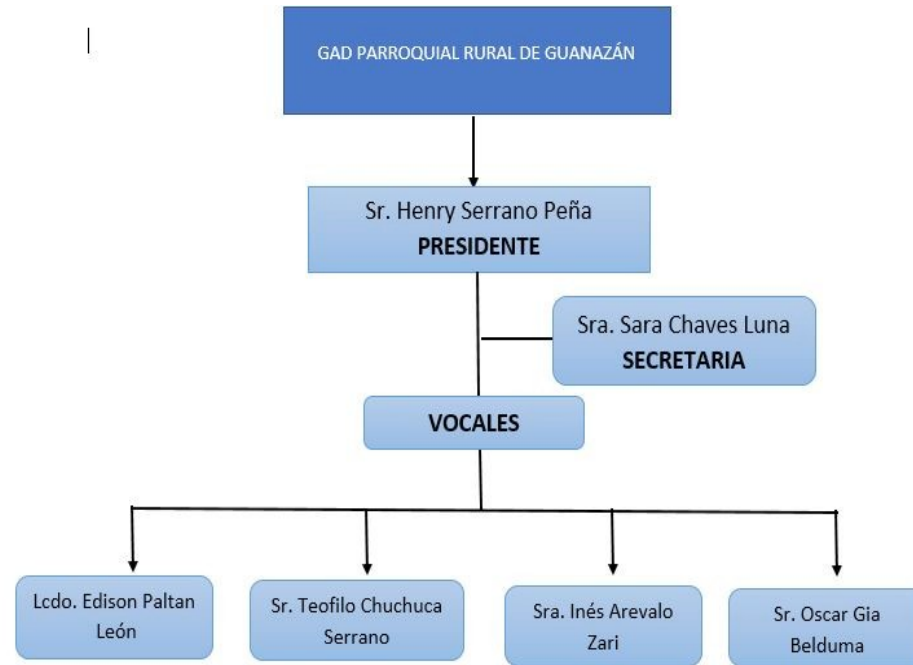 GAD PARROQUIAL RURAL DE GUANAZÁN
Sr. Henry Serrano Peña
PRESIDENTE
Sra. Sara Chaves Luna
SECRETARIA
VOCALES
Lcdo. Edison Paltan
León
Sr. Teofilo Chuchuca
Serrano
Sra. Inés Arevalo
Zari
Sr. Oscar Gia
Belduma